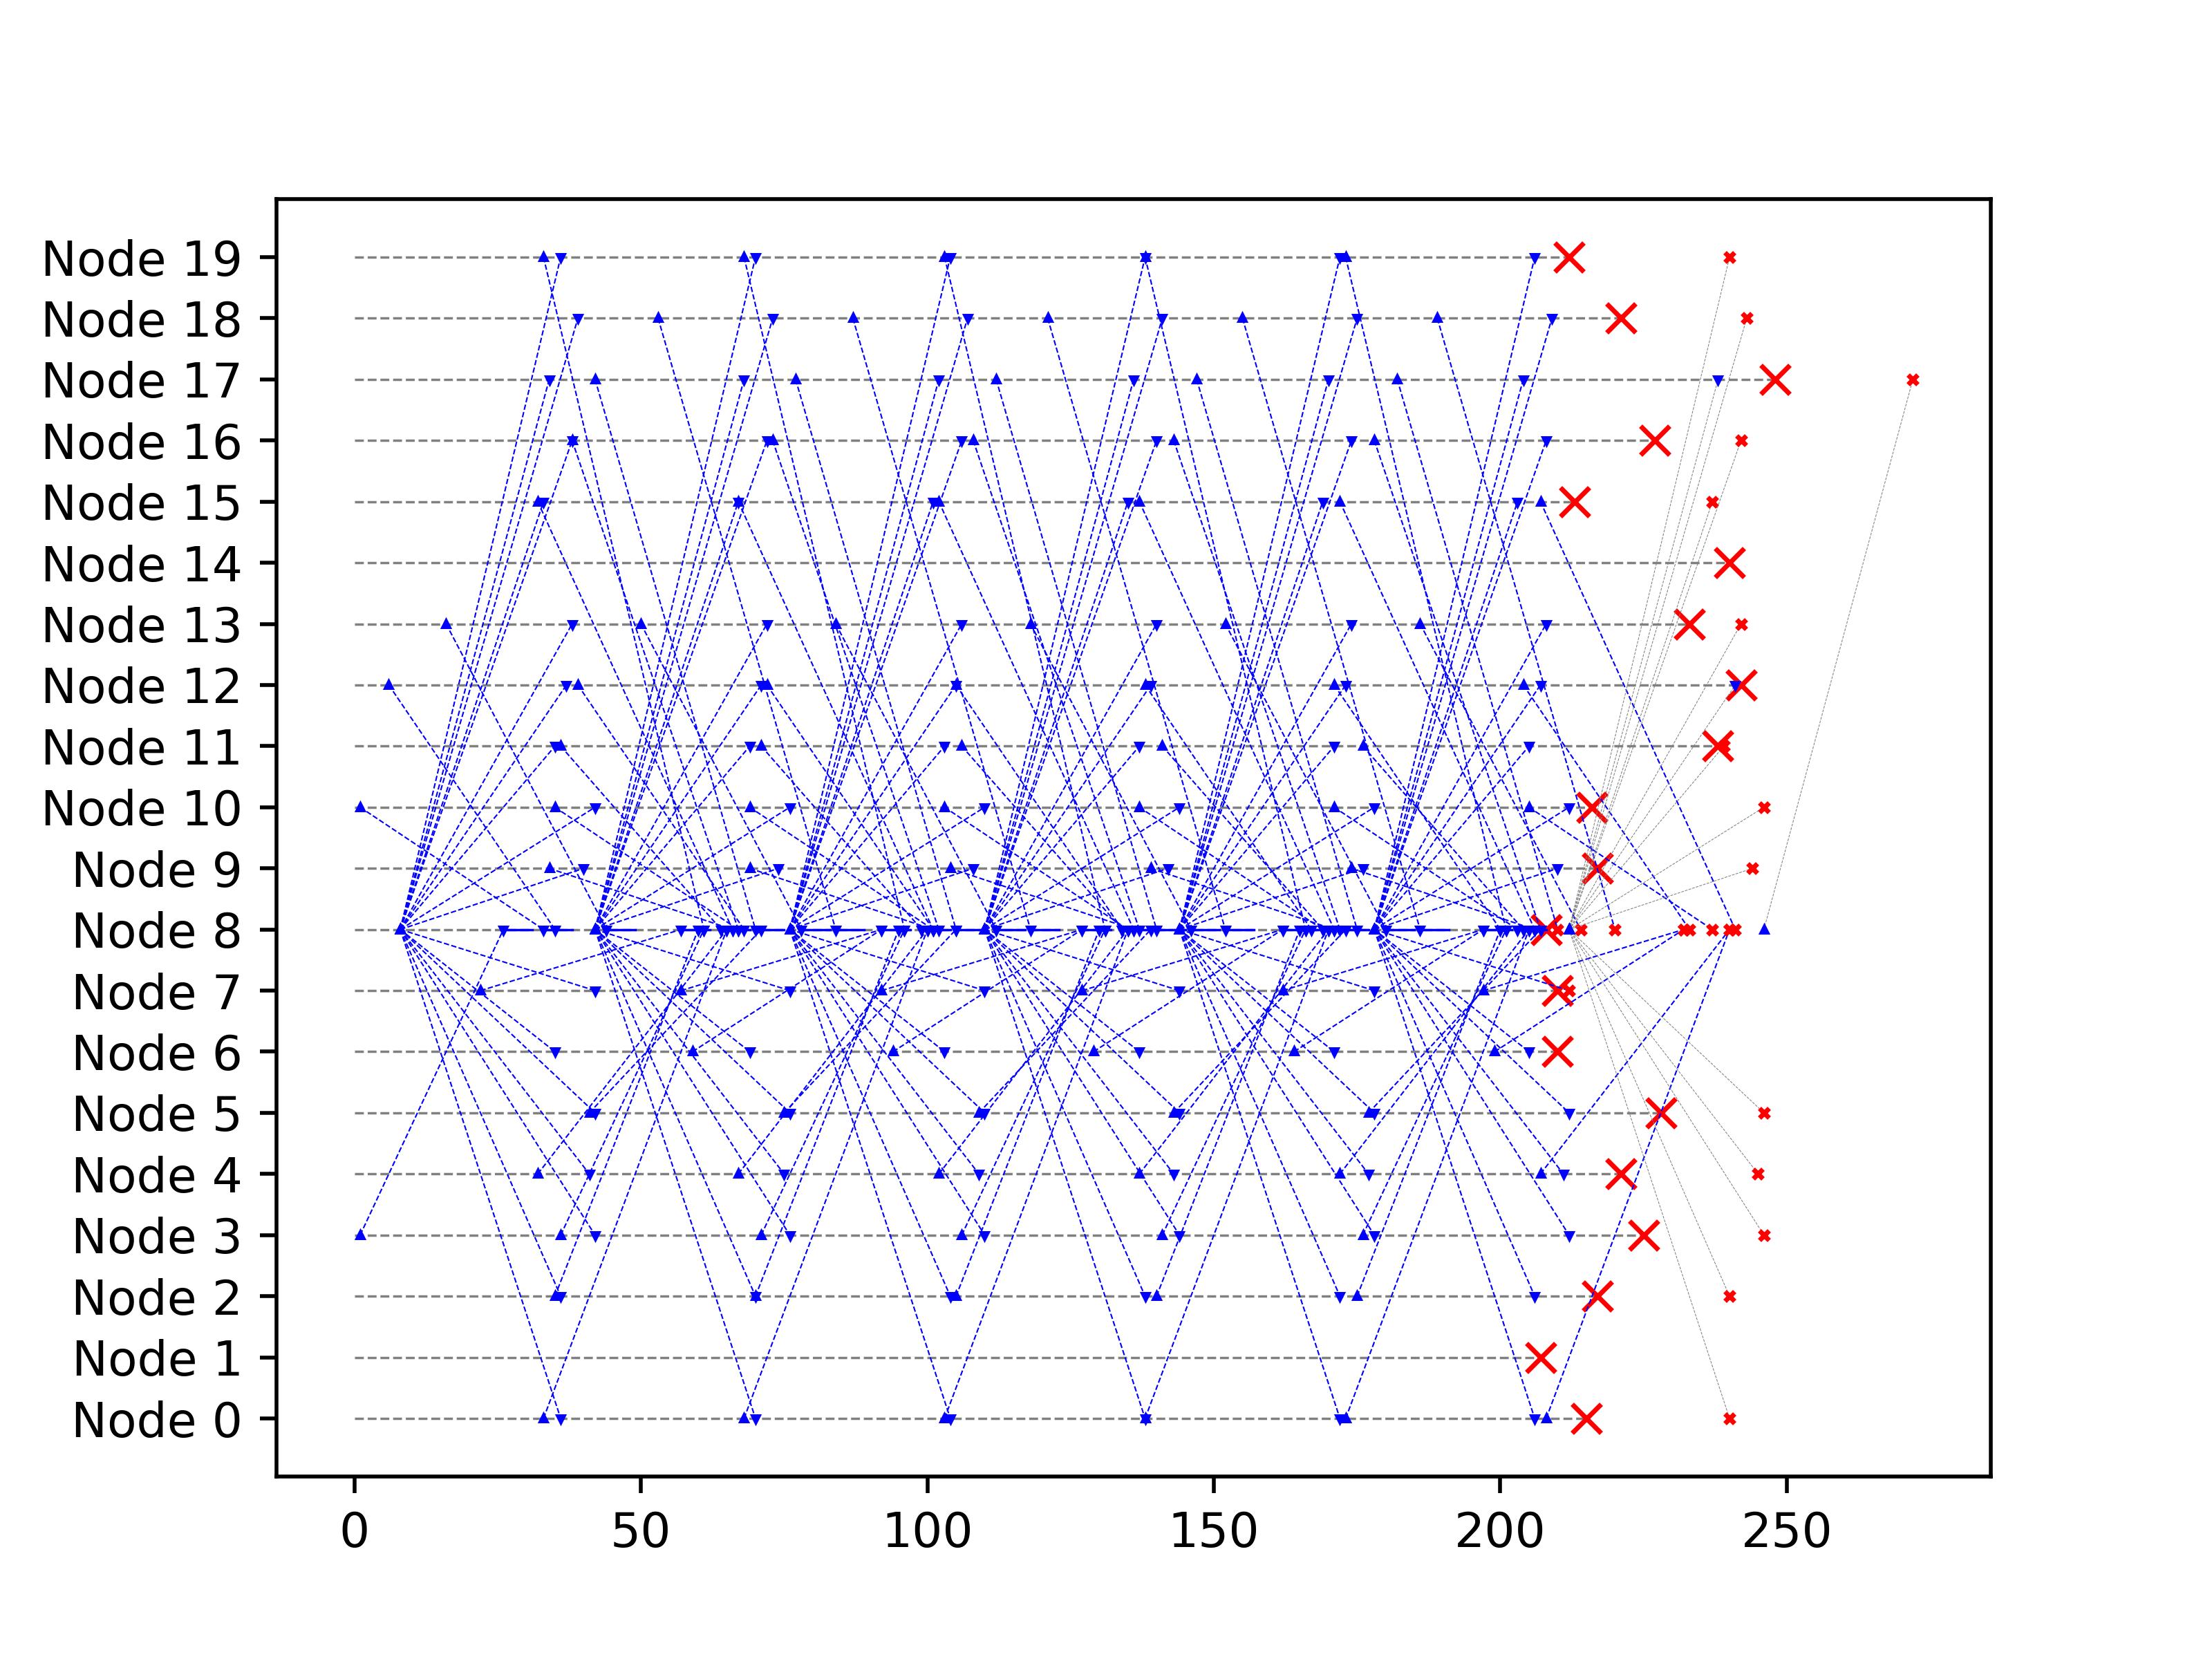 Node 19
Node 18
Node 17
Node 16
Node 15
Node 14
Node 13
Node 12
Node 11
Node 10
Node 9
Node 8
Node 7
Node 6
Node 5
Node 4
Node 3
Node 2
Node 1
Node 0
0 50 100 150 200 250